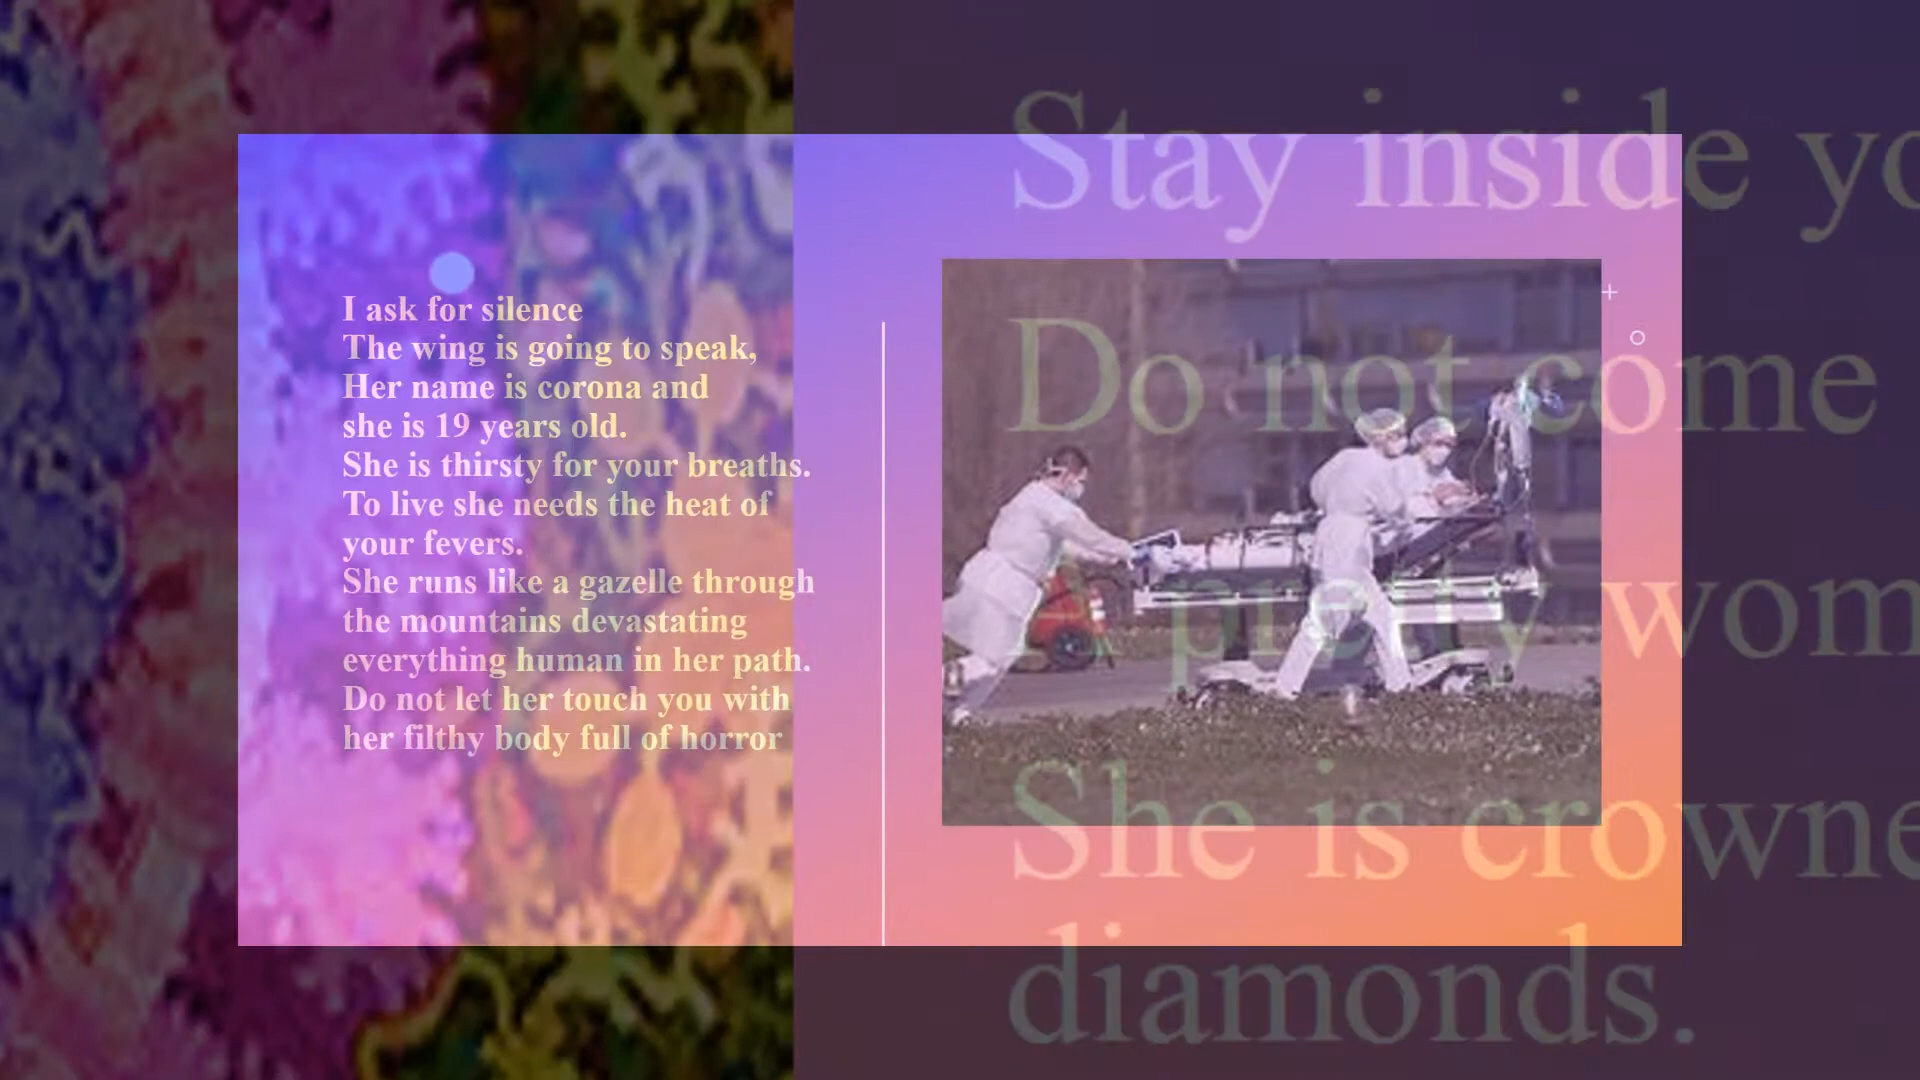 I ask for silence
The wing is going to speak,
Her name is corona and
she is 19 years old.
She is thirsty for your breaths.
To live she needs the heat of
your fevers.
She runs like a gazelle through
the mountains devastating
everything human in her path.
Do not let her touch you with
her filthy body full of horror
Stay inside
Do not come
A pretty
She is
diamonds.